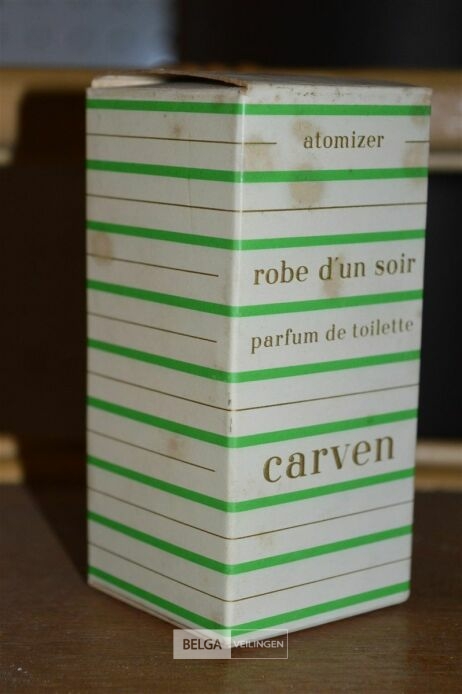 atomizer
robe d'un soir
parfum de toilette
carven
BELGA VEILINGEN